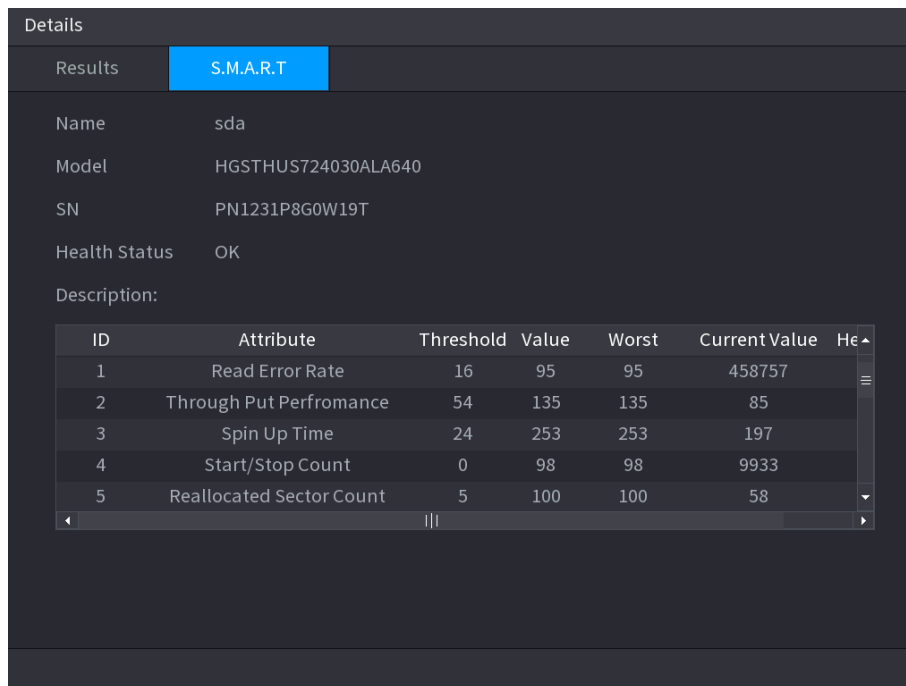 Details
Results S.M.A.R.T
Name sda
Model HGSTHUS724030ALA640
SN PN1231P8G0W19T
Health Status OK
Description:
ID Attribute Threshold Value Worst Current Value He
1 Read Error Rate 16 95 95 458757
2 Through Put Perfromance 54 135 135 85
3 Spin Up Time 24 253 253 197
4 Start/Stop Count 0 98 98 9933
5 Reallocated Sector Count 5 100 100 58